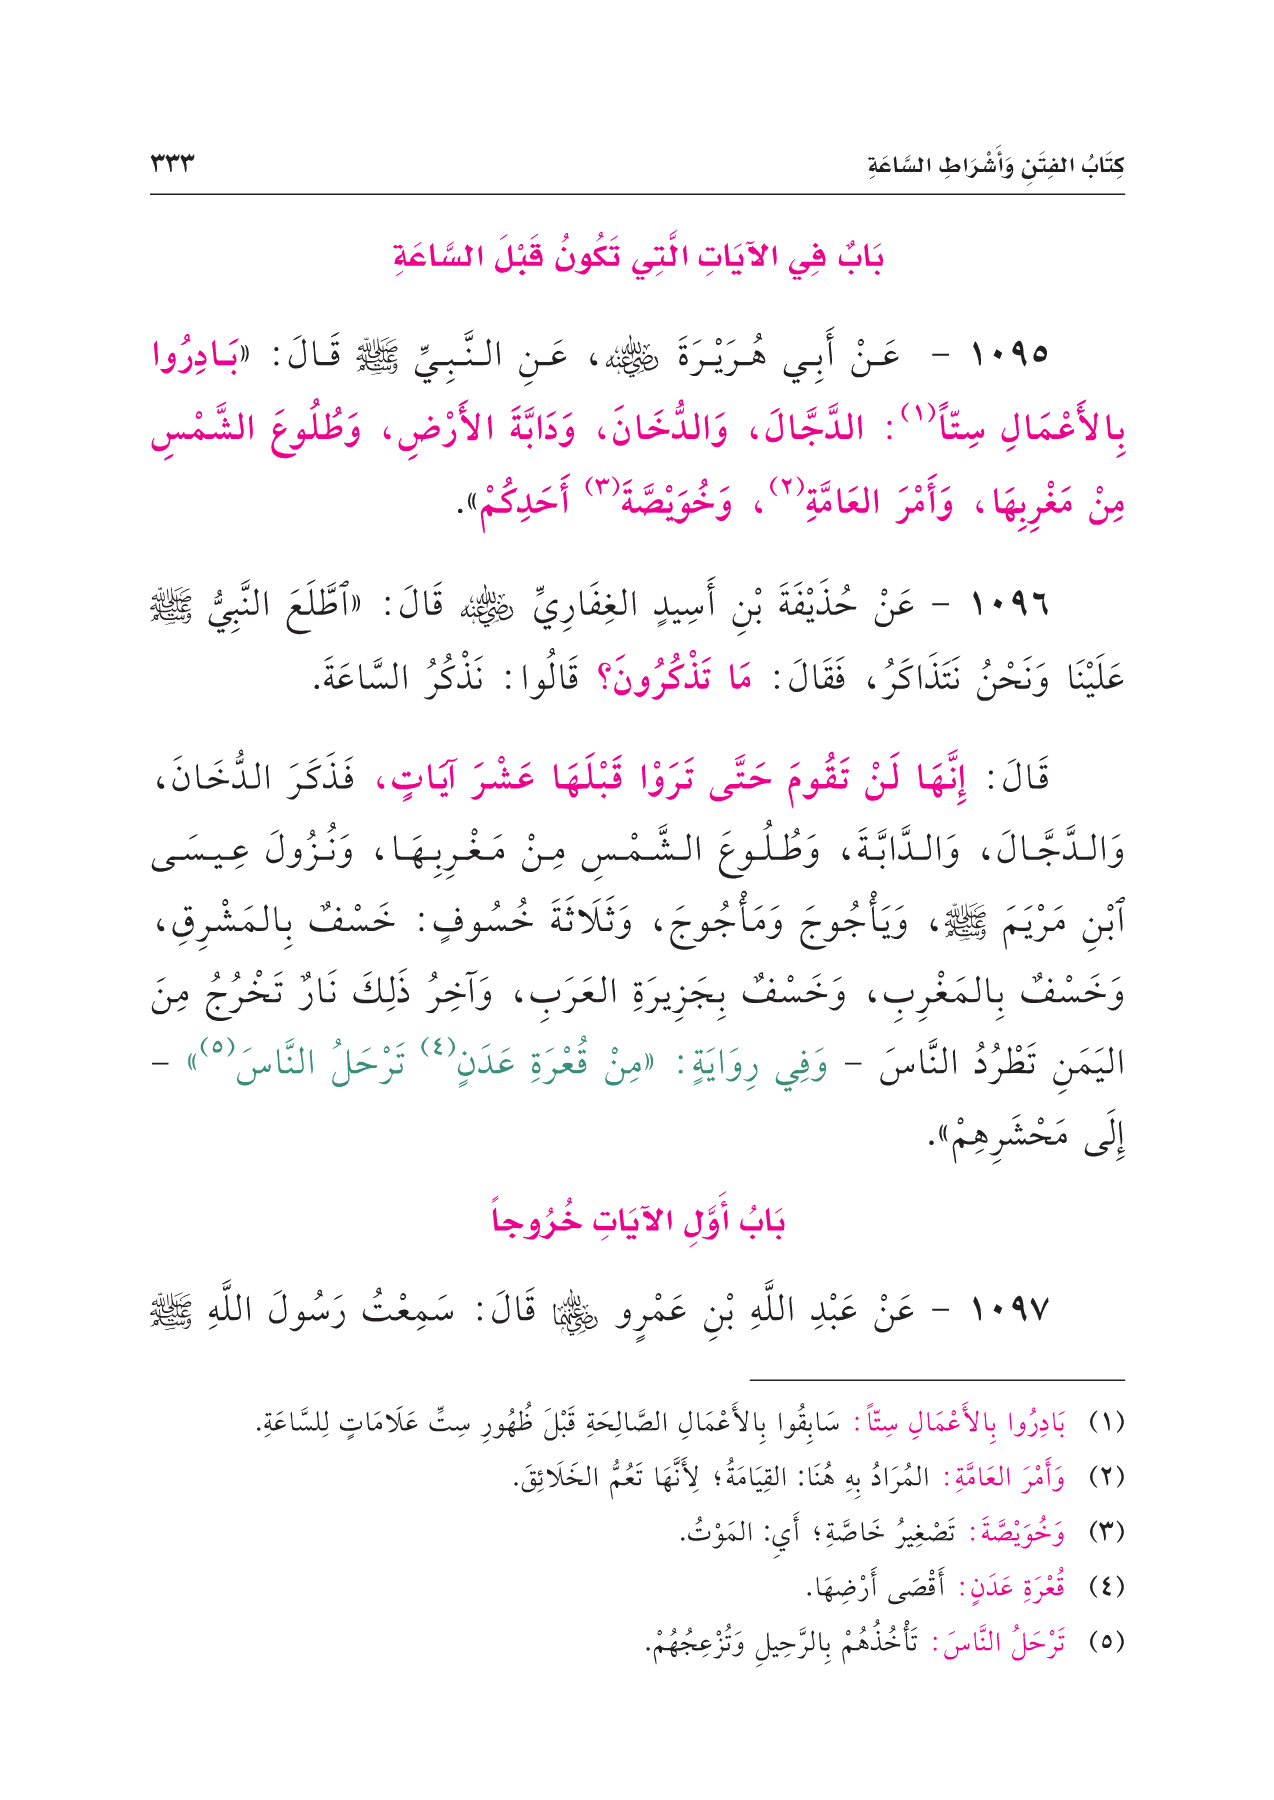 كِتَابُ الفِتَنِ وَأَشْرَاطِ السَّاعَةِ ٣٣٣
بَابٌ فِي الآيَاتِ الَّتِي تَكُونُ قَبْلَ السَّاعَةِ
١٠٩٥ - عَنْ أَبِي هُرَيْرَةَ رضي الله عنه، عَنِ النَّبِيِّ ﷺ قَالَ: «بَادِرُوا
بِالأَعْمَالِ سِتّاً(١): الدَّجَّالَ، وَالدُّخَانَ، وَدَابَّةَ الأَرْضِ، وَطُلُوعَ الشَّمْسِ
مِنْ مَغْرِبِهَا، وَأَمْرَ العَامَّةِ(٢)، وَخُوَيْصَّةَ(٣) أَحَدِكُمْ».
١٠٩٦ - عَنْ حُذَيْفَةَ بْنِ أَسِيدٍ الغِفَارِيِّ رضي الله عنه قَالَ: «ٱطَّلَعَ النَّبِيُّ ﷺ
عَلَيْنَا وَنَحْنُ نَتَذَاكَرُ، فَقَالَ: مَا تَذْكُرُونَ؟ قَالُوا: نَذْكُرُ السَّاعَةَ.
قَالَ: إِنَّهَا لَنْ تَقُومَ حَتَّى تَرَوْا قَبْلَهَا عَشْرَ آيَاتٍ، فَذَكَرَ الدُّخَانَ،
وَالدَّجَّالَ، وَالدَّابَّةَ، وَطُلُوعَ الشَّمْسِ مِنْ مَغْرِبِهَا، وَنُزُولَ عِيسَى
ٱبْنِ مَرْيَمَ ﷺ، وَيَأْجُوجَ وَمَأْجُوجَ، وَثَلَاثَةَ خُسُوفٍ: خَسْفٌ بِالمَشْرِقِ،
وَخَسْفٌ بِالمَغْرِبِ، وَخَسْفٌ بِجَزِيرَةِ العَرَبِ، وَآخِرُ ذَلِكَ نَارٌ تَخْرُجُ مِنَ
اليَمَنِ تَطْرُدُ النَّاسَ - وَفِي رِوَايَةٍ: «مِنْ قُعْرَةِ عَدَنٍ(٤) تَرْحَلُ النَّاسَ(٥)» -
إِلَى مَحْشَرِهِمْ».
بَابُ أَوَّلِ الآيَاتِ خُرُوجاً
١٠٩٧ - عَنْ عَبْدِ اللَّهِ بْنِ عَمْرٍو رضي الله عنهما قَالَ: سَمِعْتُ رَسُولَ اللَّهِ ﷺ
(١) بَادِرُوا بِالأَعْمَالِ سِتّاً: سَابِقُوا بِالأَعْمَالِ الصَّالِحَةِ قَبْلَ ظُهُورِ سِتِّ عَلَامَاتٍ لِلسَّاعَةِ.
(٢) وَأَمْرَ العَامَّةِ: المُرَادُ بِهِ هُنَا: القِيَامَةُ؛ لِأَنَّهَا تَعُمُّ الخَلَائِقَ.
(٣) وَخُوَيْصَّةَ: تَصْغِيرُ خَاصَّةٍ؛ أَيِ: المَوْتُ.
(٤) قُعْرَةِ عَدَنٍ: أَقْصَى أَرْضِهَا.
(٥) تَرْحَلُ النَّاسَ: تَأْخُذُهُمْ بِالرَّحِيلِ وَتُزْعِجُهُمْ.